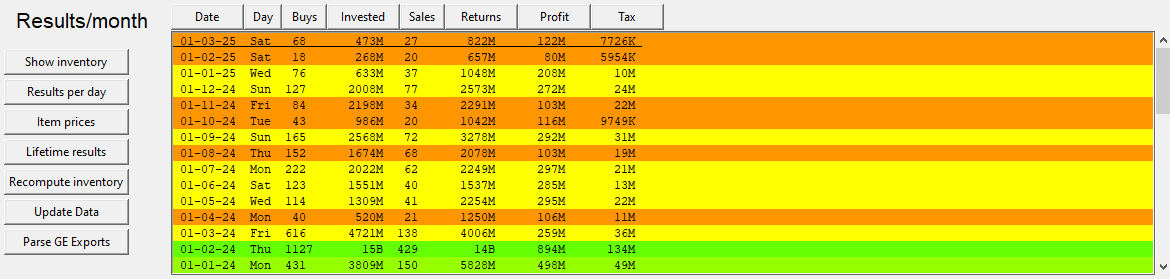 Results/month
Date Day Buys Invested Sales Returns Profit Tax
01-03-25 Sat 68 473M 27 822M 122M 7726K
01-02-25 Sat 18 268M 20 657M 80M 5954K
01-01-25 Wed 76 633M 37 1048M 208M 10M
01-12-24 Sun 127 2008M 77 2573M 272M 24M
01-11-24 Fri 84 2198M 34 2291M 103M 22M
01-10-24 Tue 43 986M 20 1042M 116M 9749K
01-09-24 Sun 165 2568M 72 3278M 292M 31M
01-08-24 Thu 152 1674M 68 2078M 103M 19M
01-07-24 Mon 222 2022M 62 2249M 297M 21M
01-06-24 Sat 123 1551M 40 1537M 285M 13M
01-05-24 Wed 114 1309M 41 2254M 295M 22M
01-04-24 Mon 40 520M 21 1250M 106M 11M
01-03-24 Fri 616 4721M 138 4006M 259M 36M
01-02-24 Thu 1127 15B 429 14B 894M 134M
01-01-24 Mon 431 3809M 150 5828M 498M 49M
Show inventory
Results per day
Item prices
Lifetime results
Recompute inventory
Update Data
Parse GE Exports